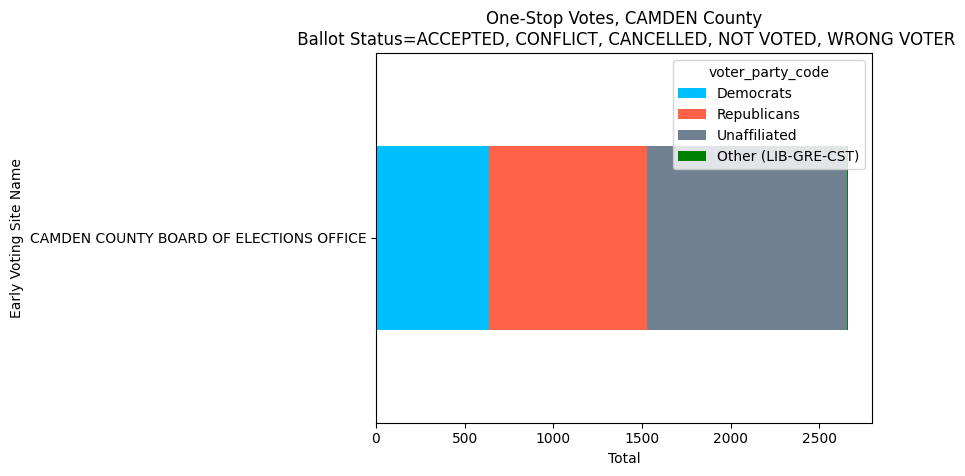 One-Stop Votes, CAMDEN County
Ballot Status=ACCEPTED, CONFLICT, CANCELLED, NOT VOTED, WRONG VOTER
voter_party_code
Democrats
Republicans
Unaffiliated
Other (LIB-GRE-CST)
Early Voting Site Name
CAMDEN COUNTY BOARD OF ELECTIONS OFFICE
0 500 1000 1500 2000 2500
Total